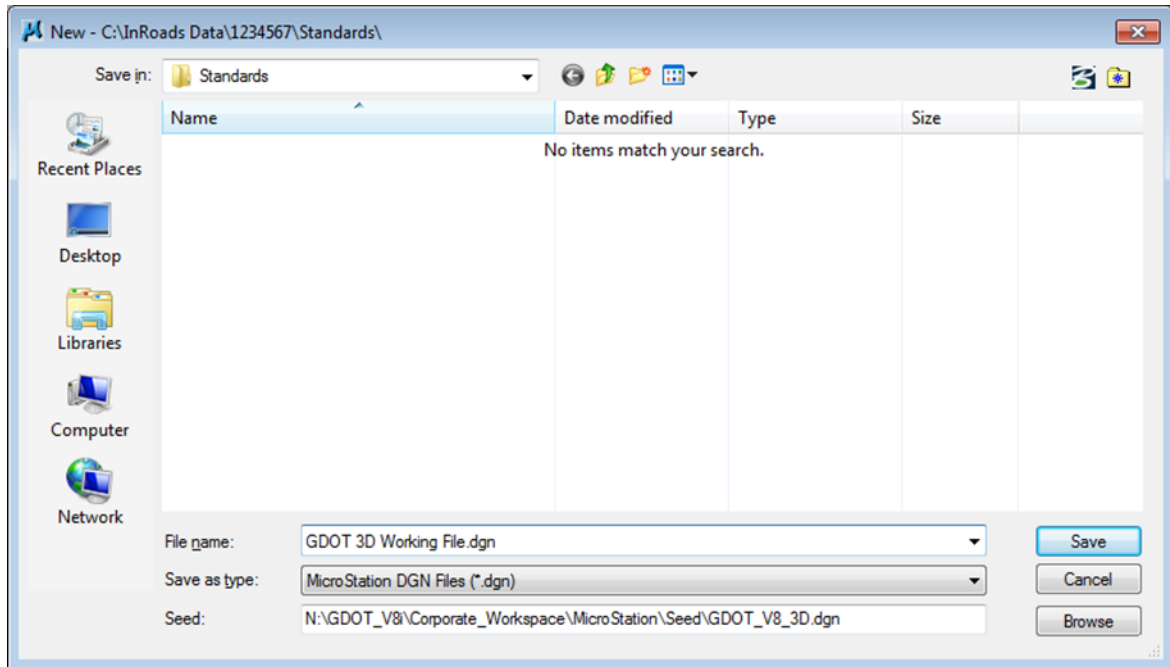 New - C:\InRoads Data\1234567\Standards\
Save in: Standards
Name Date modified Type Size
No items match your search.
Recent Places
Desktop
Libraries
Computer
Network
File name: GDOT 3D Working File.dgn Save
Save as type: MicroStation DGN Files (*.dgn) Cancel
Seed: N:\GDOT_V8i\Corporate_Workspace\MicroStation\Seed\GDOT_V8_3D.dgn Browse